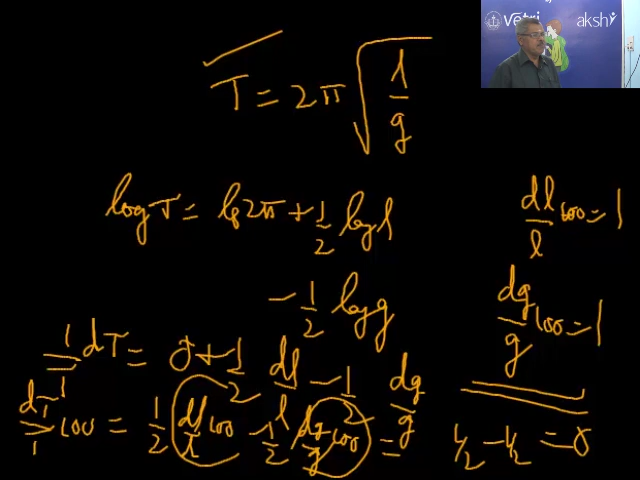 vetri akshi
T = 2π √(l/g)
log T = log 2π + 1/2 log l
- 1/2 log g
dl/l 100 = 1
dg/g 100 = 1
1/T dT = 0 + 1/2 dl/l - 1/2 dg/g
dT/T 100 = 1/2 dl/l 100 - 1/2 dg/g 100 =
1/2 - 1/2 = 0